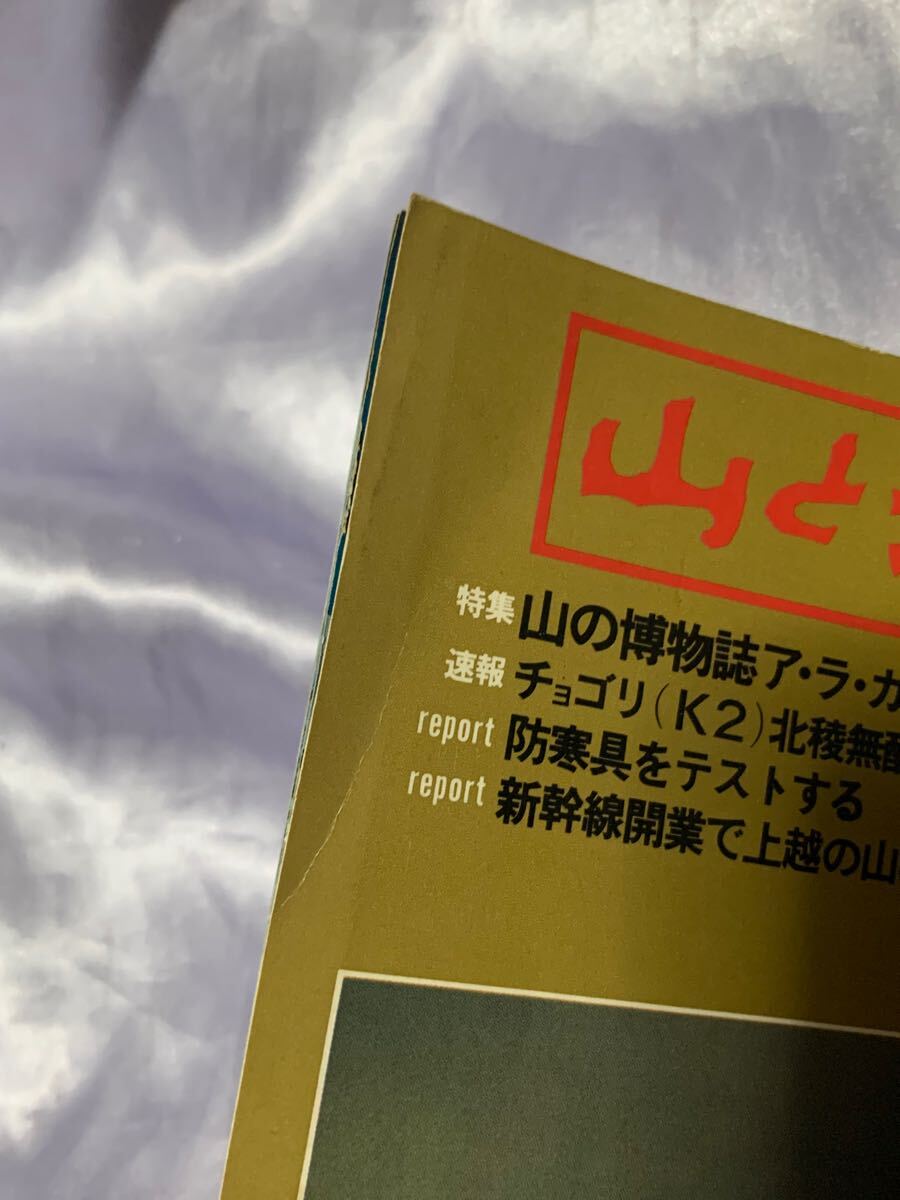 山と
特集 山の博物誌ア・ラ・カ
速報 チョゴリ(K2)北稜無酸
report 防寒具をテストする
report 新幹線開業で上越の山